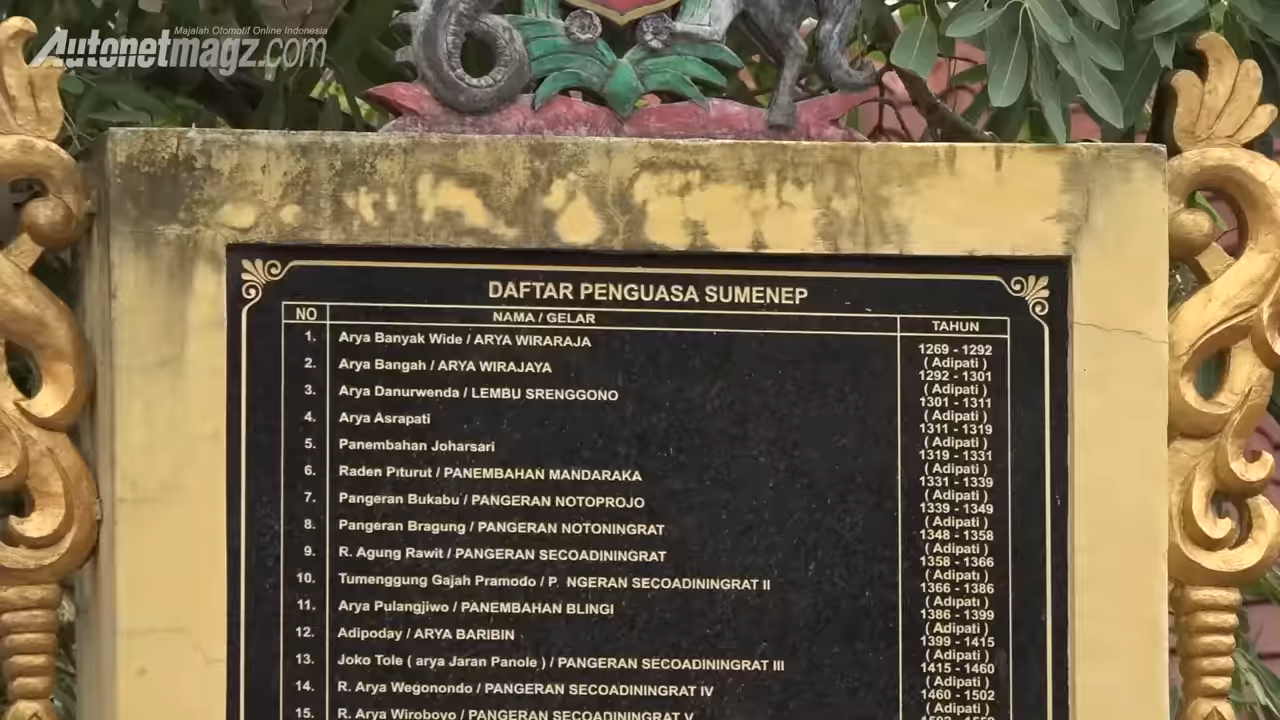 Majalah Otomotif Online Indonesia
Autonetmagz.com
DAFTAR PENGUASA SUMENEP
NO NAMA / GELAR TAHUN
1. Arya Banyak Wide / ARYA WIRARAJA 1269 - 1292
( Adipati )
2. Arya Bangah / ARYA WIRAJAYA 1292 - 1301
( Adipati )
3. Arya Danurwenda / LEMBU SRENGGONO 1301 - 1311
( Adipati )
4. Arya Asrapati 1311 - 1319
( Adipati )
5. Panembahan Joharsari 1319 - 1331
( Adipati )
6. Raden Piturut / PANEMBAHAN MANDARAKA 1331 - 1339
( Adipati )
7. Pangeran Bukabu / PANGERAN NOTOPROJO 1339 - 1349
( Adipati )
8. Pangeran Bragung / PANGERAN NOTONINGRAT 1348 - 1358
( Adipati )
9. R. Agung Rawit / PANGERAN SECOADININGRAT 1358 - 1366
( Adipati )
10. Tumenggung Gajah Pramodo / P. NGERAN SECOADININGRAT II 1366 - 1386
( Adipati )
11. Arya Pulangjiwo / PANEMBAHAN BLINGI 1386 - 1399
( Adipati )
12. Adipoday / ARYA BARIBIN 1399 - 1415
( Adipati )
13. Joko Tole ( arya Jaran Panole ) / PANGERAN SECOADININGRAT III 1415 - 1460
( Adipati )
14. R. Arya Wegonondo / PANGERAN SECOADININGRAT IV 1460 - 1502
( Adipati )
15. R. Arya Wiroboyo / PANGERAN SECOADININGRAT V